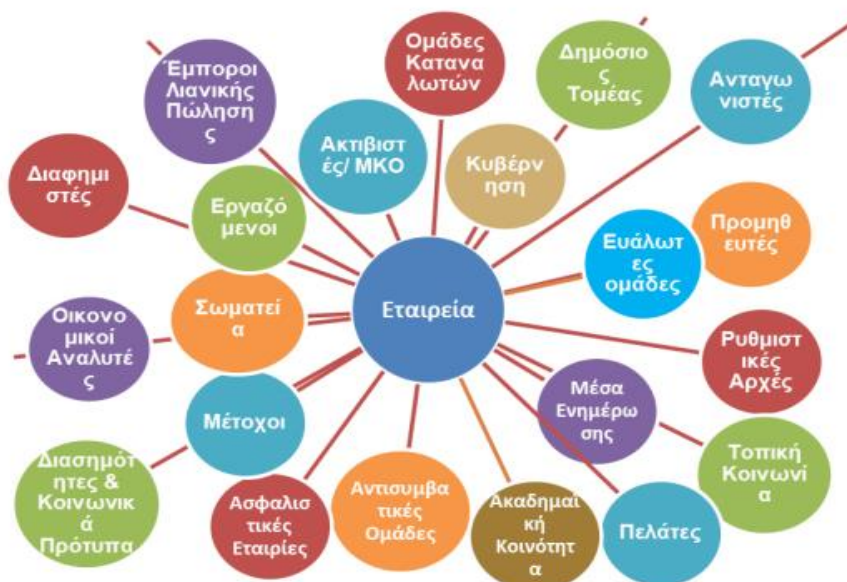 Έμποροι
Λιανικής
Πώληση
ς
Ομάδες
Κατανα
λωτών
Δημόσιο
ς
Τομέας
Ανταγω
νιστές
Διαφημι
στές
Εργαζό
μενοι
Ακτιβιστ
ές/ ΜΚΟ
Κυβέρν
ηση
Ευάλωτ
ες
ομάδες
Προμηθ
ευτές
Οικονο
μικοί
Αναλυτέ
ς
Σωματεί
α
Εταιρεία
Ρυθμιστ
ικές
Αρχές
Μέτοχοι
Μέσα
Ενημέρω
σης
Διασημότ
ητες &
Κοινωνικ
ά
Πρότυπα
Ασφαλισ
τικές
Εταιρίες
Αντισυμβα
τικές
Ομάδες
Ακαδημαϊ
κή
Κοινότητ
α
Πελάτες
Τοπική
Κοινωνί
α